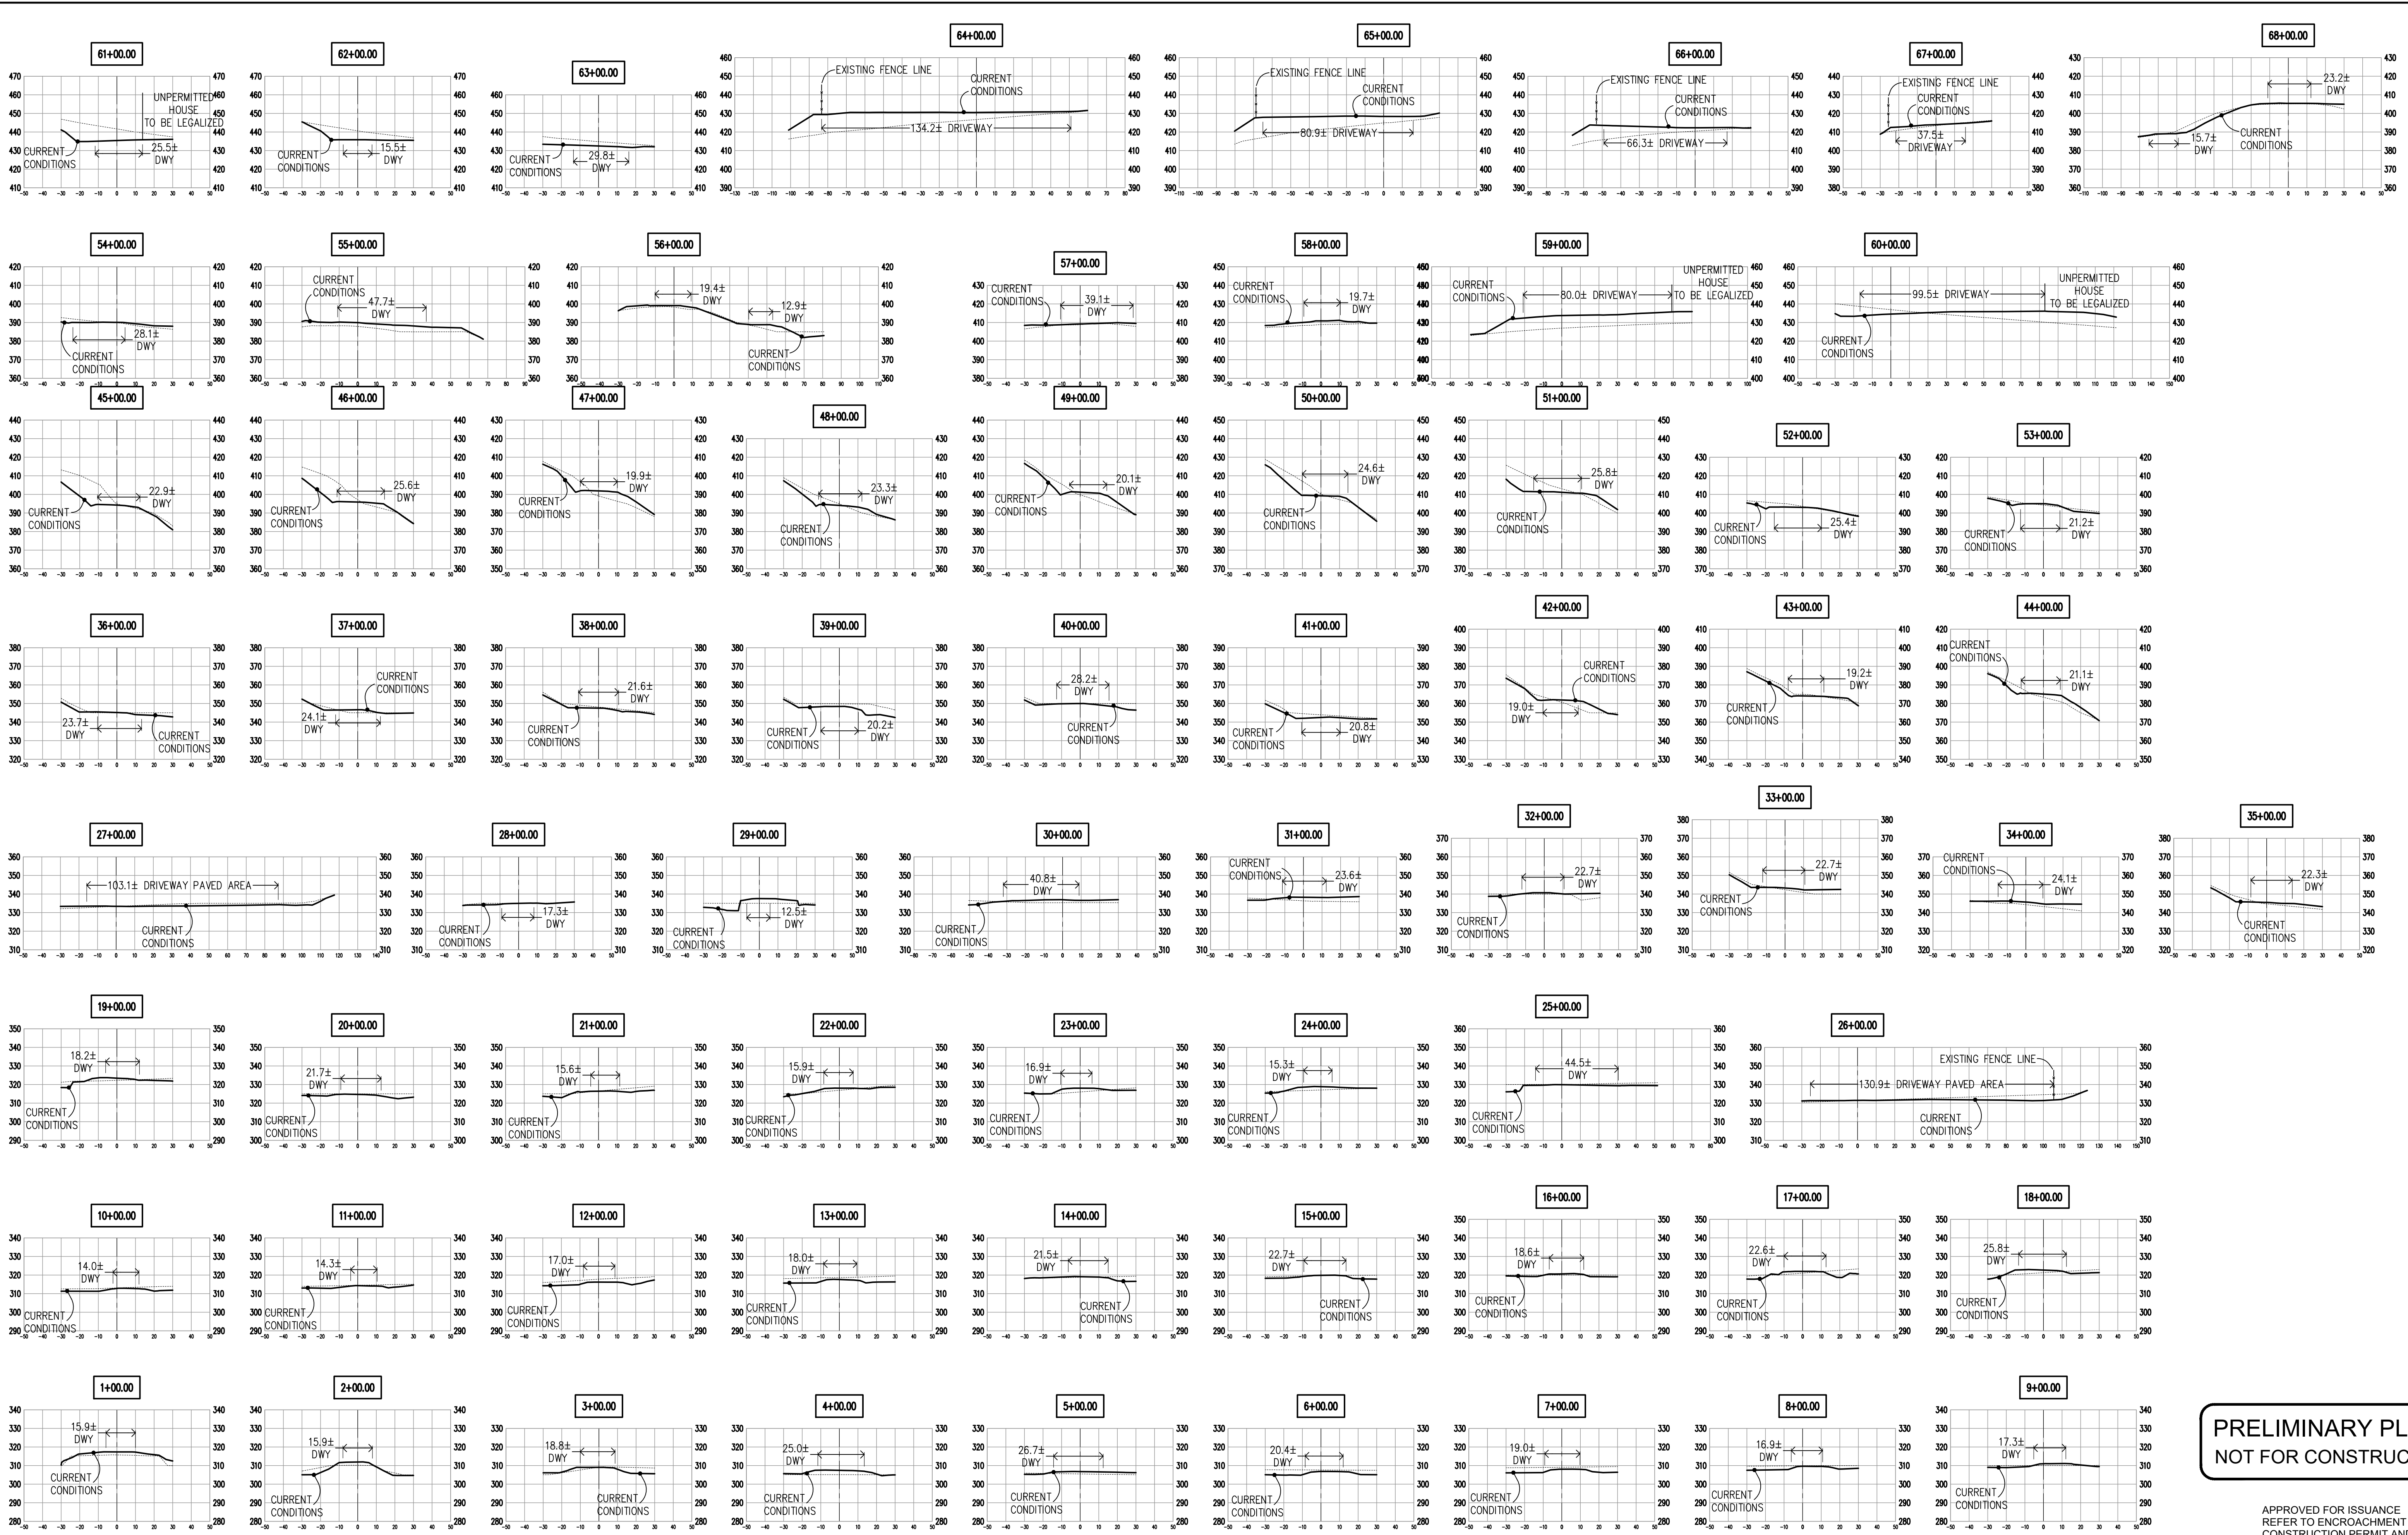 61+00.00
UNPERMITTED
HOUSE
TO BE LEGALIZED
CURRENT
CONDITIONS
25.5±
DWY
62+00.00
CURRENT
CONDITIONS
15.5±
DWY
63+00.00
CURRENT
CONDITIONS
29.8±
DWY
64+00.00
EXISTING FENCE LINE
CURRENT
CONDITIONS
134.2± DRIVEWAY
65+00.00
EXISTING FENCE LINE
CURRENT
CONDITIONS
80.9± DRIVEWAY
66+00.00
EXISTING FENCE LINE
CURRENT
CONDITIONS
66.3± DRIVEWAY
67+00.00
EXISTING FENCE LINE
CURRENT
CONDITIONS
37.5±
DRIVEWAY
68+00.00
23.2±
DWY
15.7±
DWY
CURRENT
CONDITIONS
54+00.00
28.1±
DWY
CURRENT
CONDITIONS
55+00.00
CURRENT
CONDITIONS
47.7±
DWY
56+00.00
19.4±
DWY
12.9±
DWY
CURRENT
CONDITIONS
57+00.00
CURRENT
CONDITIONS
39.1±
DWY
58+00.00
CURRENT
CONDITIONS
19.7±
DWY
59+00.00
CURRENT
CONDITIONS
80.0± DRIVEWAY
UNPERMITTED
HOUSE
TO BE LEGALIZED
60+00.00
99.5± DRIVEWAY
UNPERMITTED
HOUSE
TO BE LEGALIZED
CURRENT
CONDITIONS
45+00.00
22.9±
DWY
CURRENT
CONDITIONS
46+00.00
25.6±
DWY
CURRENT
CONDITIONS
47+00.00
19.9±
DWY
CURRENT
CONDITIONS
48+00.00
23.3±
DWY
CURRENT
CONDITIONS
49+00.00
20.1±
DWY
CURRENT
CONDITIONS
50+00.00
24.6±
DWY
CURRENT
CONDITIONS
51+00.00
25.8±
DWY
CURRENT
CONDITIONS
52+00.00
CURRENT
CONDITIONS
25.4±
DWY
53+00.00
CURRENT
CONDITIONS
21.2±
DWY
36+00.00
23.7±
DWY
CURRENT
CONDITIONS
37+00.00
CURRENT
CONDITIONS
24.1±
DWY
38+00.00
21.6±
DWY
CURRENT
CONDITIONS
39+00.00
CURRENT
CONDITIONS
20.2±
DWY
40+00.00
28.2±
DWY
CURRENT
CONDITIONS
41+00.00
CURRENT
CONDITIONS
20.8±
DWY
42+00.00
CURRENT
CONDITIONS
19.0±
DWY
43+00.00
19.2±
DWY
CURRENT
CONDITIONS
44+00.00
CURRENT
CONDITIONS
21.1±
DWY
27+00.00
103.1± DRIVEWAY PAVED AREA
CURRENT
CONDITIONS
28+00.00
CURRENT
CONDITIONS
17.3±
DWY
29+00.00
CURRENT
CONDITIONS
12.5±
DWY
30+00.00
40.8±
DWY
CURRENT
CONDITIONS
31+00.00
CURRENT
CONDITIONS
23.6±
DWY
32+00.00
22.7±
DWY
CURRENT
CONDITIONS
33+00.00
22.7±
DWY
CURRENT
CONDITIONS
34+00.00
CURRENT
CONDITIONS
24.1±
DWY
35+00.00
22.3±
DWY
CURRENT
CONDITIONS
19+00.00
18.2±
DWY
CURRENT
CONDITIONS
20+00.00
21.7±
DWY
CURRENT
CONDITIONS
21+00.00
15.6±
DWY
CURRENT
CONDITIONS
22+00.00
15.9±
DWY
CURRENT
CONDITIONS
23+00.00
16.9±
DWY
CURRENT
CONDITIONS
24+00.00
15.3±
DWY
CURRENT
CONDITIONS
25+00.00
44.5±
DWY
CURRENT
CONDITIONS
26+00.00
EXISTING FENCE LINE
130.9± DRIVEWAY PAVED AREA
CURRENT
CONDITIONS
10+00.00
14.0±
DWY
CURRENT
CONDITIONS
11+00.00
14.3±
DWY
CURRENT
CONDITIONS
12+00.00
17.0±
DWY
CURRENT
CONDITIONS
13+00.00
18.0±
DWY
CURRENT
CONDITIONS
14+00.00
21.5±
DWY
CURRENT
CONDITIONS
15+00.00
22.7±
DWY
CURRENT
CONDITIONS
16+00.00
18.6±
DWY
CURRENT
CONDITIONS
17+00.00
22.6±
DWY
CURRENT
CONDITIONS
18+00.00
25.8±
DWY
CURRENT
CONDITIONS
1+00.00
15.9±
DWY
CURRENT
CONDITIONS
2+00.00
15.9±
DWY
CURRENT
CONDITIONS
3+00.00
18.8±
DWY
CURRENT
CONDITIONS
4+00.00
25.0±
DWY
CURRENT
CONDITIONS
5+00.00
26.7±
DWY
CURRENT
CONDITIONS
6+00.00
20.4±
DWY
CURRENT
CONDITIONS
7+00.00
19.0±
DWY
CURRENT
CONDITIONS
8+00.00
16.9±
DWY
CURRENT
CONDITIONS
9+00.00
17.3±
DWY
CURRENT
CONDITIONS
PRELIMINARY PL
NOT FOR CONSTRUC
APPROVED FOR ISSUANCE
REFER TO ENCROACHMENT
CONSTRUCTION PERMIT AN